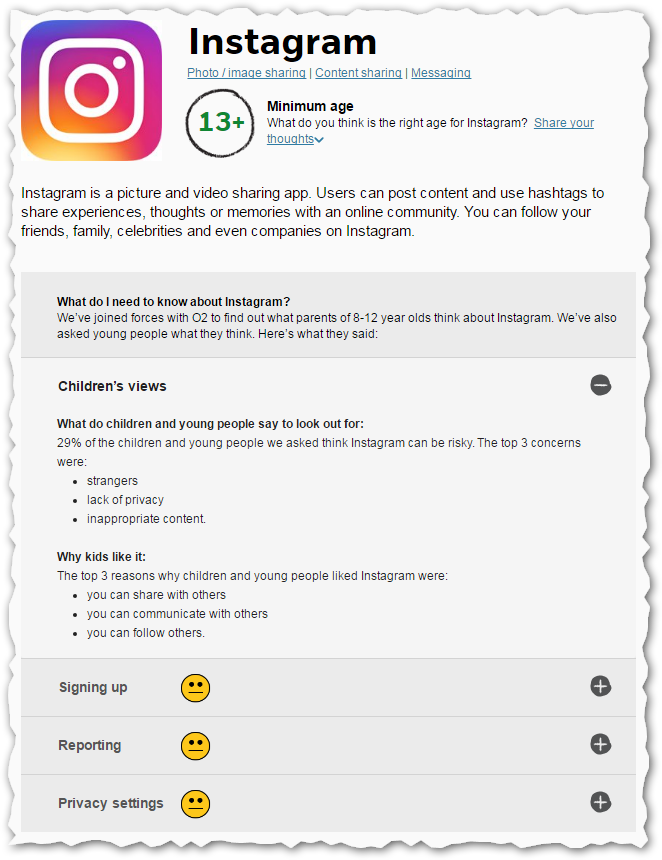 Instagram
Photo / image sharing | Content sharing | Messaging
13+
Minimum age
What do you think is the right age for Instagram? Share your
thoughts
Instagram is a picture and video sharing app. Users can post content and use hashtags to
share experiences, thoughts or memories with an online community. You can follow your
friends, family, celebrities and even companies on Instagram.
What do I need to know about Instagram?
We've joined forces with O2 to find out what parents of 8-12 year olds think about Instagram. We've also
asked young people what they think. Here's what they said:
Children's views
What do children and young people say to look out for:
29% of the children and young people we asked think Instagram can be risky. The top 3 concerns
were:
• strangers
• lack of privacy
• inappropriate content.
Why kids like it:
The top 3 reasons why children and young people liked Instagram were:
• you can share with others
• you can communicate with others
• you can follow others.
Signing up
Reporting
Privacy settings